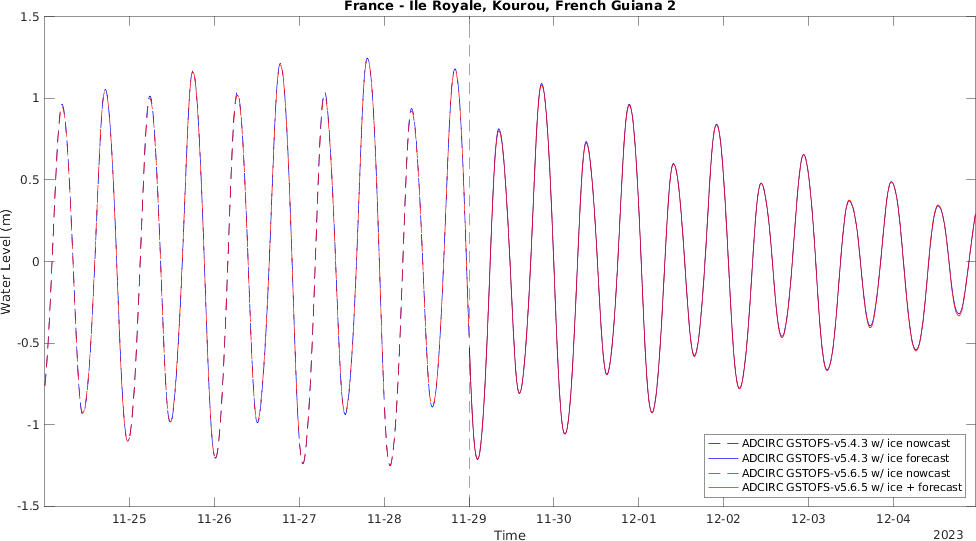 France - Ile Royale, Kourou, French Guiana 2
1.5
1
0.5
0
-0.5
-1
-1.5
Water Level (m)
11-25
11-26
11-27
11-28
11-29
11-30
12-01
12-02
12-03
12-04
Time
2023
ADCIRC GSTOFS-v5.4.3 w/ ice nowcast
ADCIRC GSTOFS-v5.4.3 w/ ice forecast
ADCIRC GSTOFS-v5.6.5 w/ ice nowcast
ADCIRC GSTOFS-v5.6.5 w/ ice + forecast